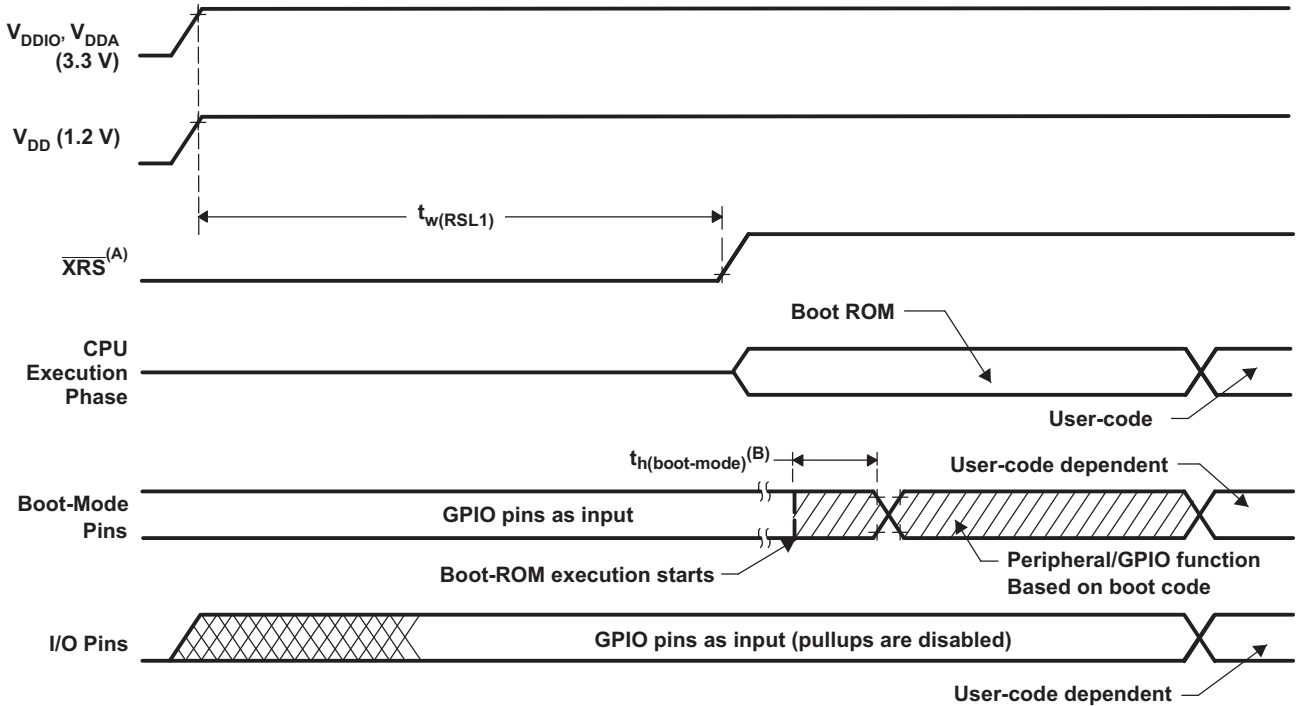 VDDIO, VDDA
(3.3 V)
VDD (1.2 V)
tw(RSL1)
XRS(A)
Boot ROM
CPU
Execution
Phase
User-code
th(boot-mode)(B)
User-code dependent
Boot-Mode
Pins
GPIO pins as input
Boot-ROM execution starts
Peripheral/GPIO function
Based on boot code
I/O Pins
GPIO pins as input (pullups are disabled)
User-code dependent